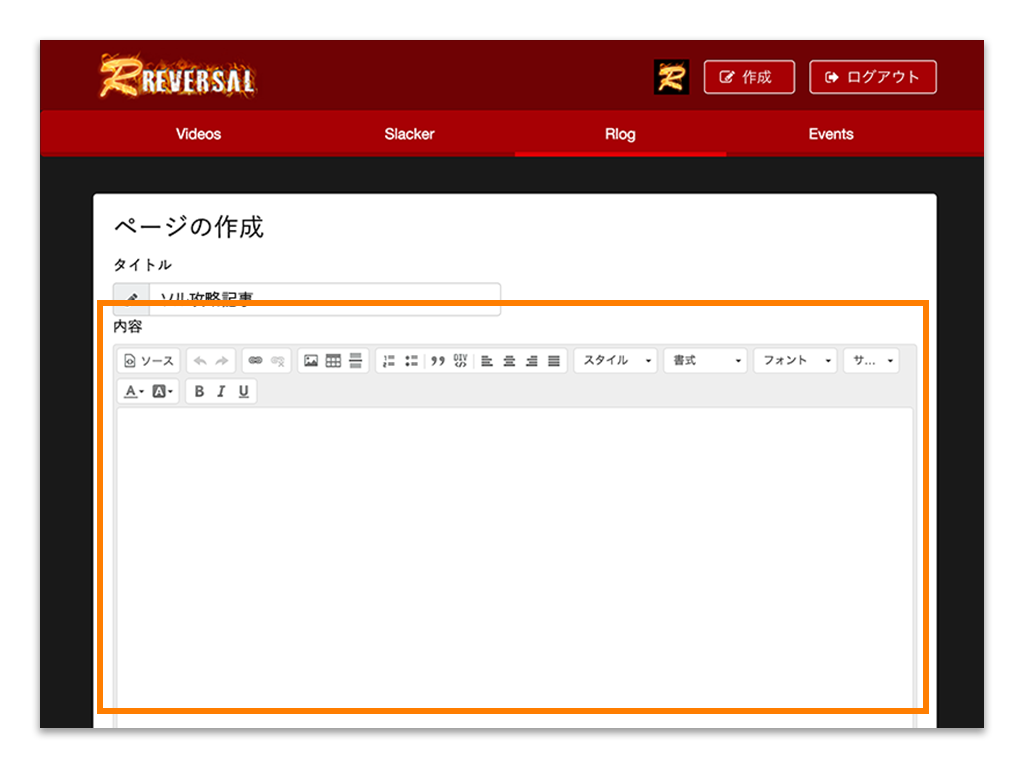 REVERSAL
作成
ログアウト
Videos
Slacker
Rlog
Events
ページの作成
タイトル
ソル攻略記事
内容
ソース
スタイル
書式
フォント
サ...
A
A
B I U